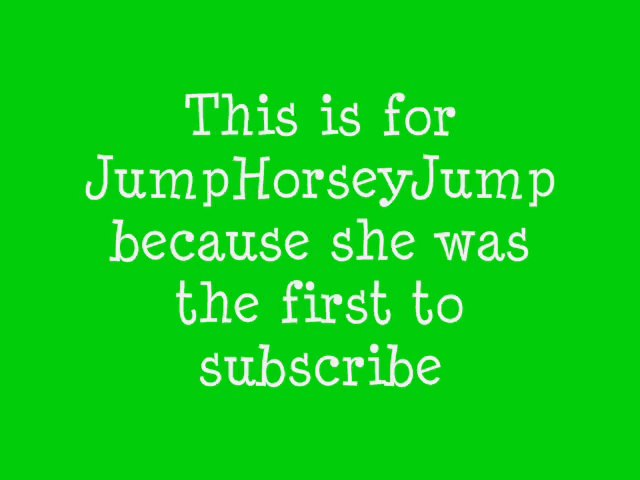 This is for
JumpHorseyJump
because she was
the first to
subscribe